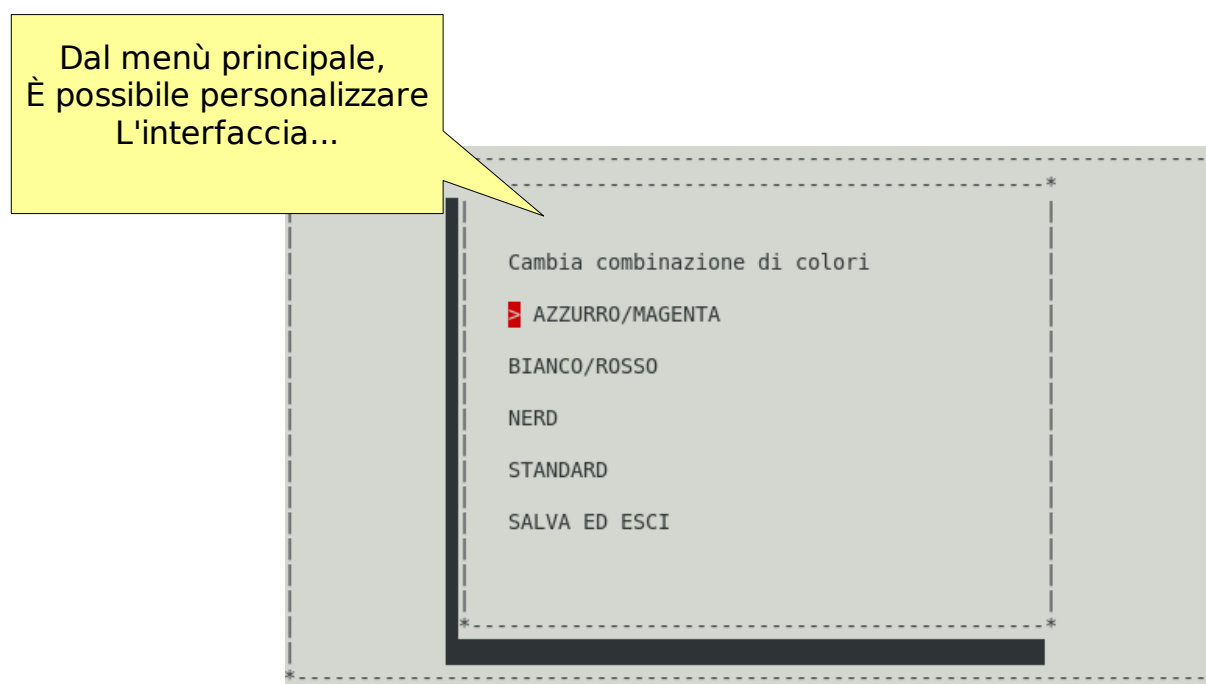 Dal menù principale,
È possibile personalizzare
L'interfaccia...
Cambia combinazione di colori
> AZZURRO/MAGENTA
BIANCO/ROSSO
NERD
STANDARD
SALVA ED ESCI